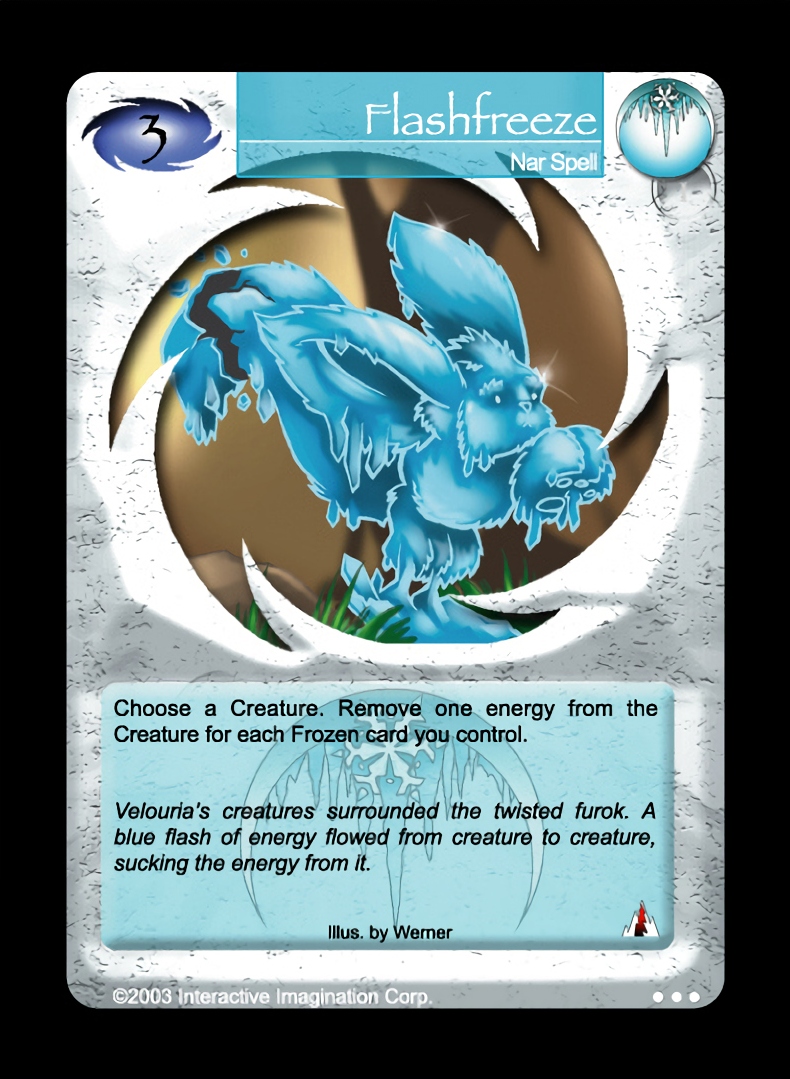 3
Flashfreeze
Nar Spell
Choose a Creature. Remove one energy from the
Creature for each Frozen card you control.
Velouria's creatures surrounded the twisted furok. A
blue flash of energy flowed from creature to creature,
sucking the energy from it.
Illus. by Werner
©2003 Interactive Imagination Corp.